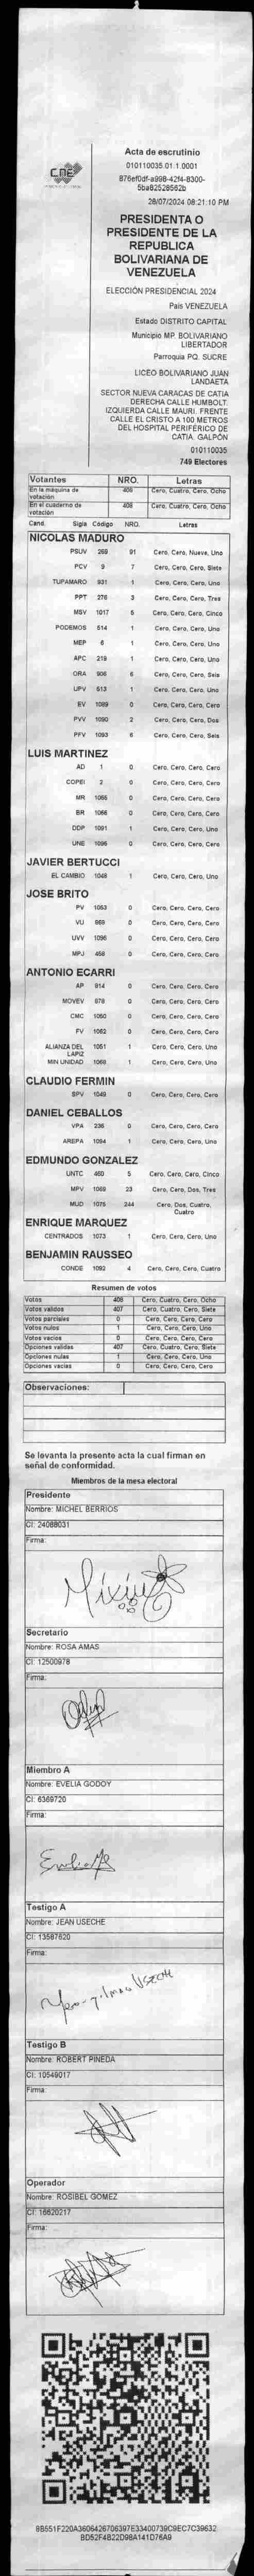 CNE
Acta de escrutinio
010110035.01.1.0001
876ef0df-a998-42f4-8300-
5ba82528562b
28/07/2024 08:21:10 PM
PRESIDENTA O
PRESIDENTE DE LA
REPUBLICA
BOLIVARIANA DE
VENEZUELA
ELECCIÓN PRESIDENCIAL 2024
País VENEZUELA
Estado DISTRITO CAPITAL
Municipio MP. BOLIVARIANO
LIBERTADOR
Parroquia PQ. SUCRE
LICEO BOLIVARIANO JUAN
LANDAETA
SECTOR NUEVA CARACAS DE CATIA
DERECHA CALLE HUMBOLT.
IZQUIERDA CALLE MAURI. FRENTE
CALLE EL CRISTO A 100 METROS
DEL HOSPITAL PERIFÉRICO DE
CATIA. GALPÓN
010110035
749 Electores
Votantes NRO. Letras
En la máquina de votación 408 Cero, Cuatro, Cero, Ocho
En el cuaderno de votación 408 Cero, Cuatro, Cero, Ocho
Cand. Sigla Código NRO. Letras
NICOLAS MADURO
PSUV 269 91 Cero, Cero, Nueve, Uno
PCV 9 7 Cero, Cero, Cero, Siete
TUPAMARO 931 1 Cero, Cero, Cero, Uno
PPT 276 3 Cero, Cero, Cero, Tres
MSV 1017 5 Cero, Cero, Cero, Cinco
PODEMOS 514 1 Cero, Cero, Cero, Uno
MEP 6 1 Cero, Cero, Cero, Uno
APC 219 1 Cero, Cero, Cero, Uno
ORA 906 6 Cero, Cero, Cero, Seis
UPV 613 1 Cero, Cero, Cero, Uno
EV 1089 0 Cero, Cero, Cero, Cero
PVV 1090 2 Cero, Cero, Cero, Dos
PFV 1093 6 Cero, Cero, Cero, Seis
LUIS MARTINEZ
AD 1 0 Cero, Cero, Cero, Cero
COPEI 2 0 Cero, Cero, Cero, Cero
MR 1055 0 Cero, Cero, Cero, Cero
BR 1066 0 Cero, Cero, Cero, Cero
DDP 1091 1 Cero, Cero, Cero, Uno
UNE 1096 0 Cero, Cero, Cero, Cero
JAVIER BERTUCCI
EL CAMBIO 1048 1 Cero, Cero, Cero, Uno
JOSE BRITO
PV 1053 0 Cero, Cero, Cero, Cero
VU 969 0 Cero, Cero, Cero, Cero
UVV 1095 0 Cero, Cero, Cero, Cero
MPJ 458 0 Cero, Cero, Cero, Cero
ANTONIO ECARRI
AP 914 0 Cero, Cero, Cero, Cero
MOVEV 978 0 Cero, Cero, Cero, Cero
CMC 1050 0 Cero, Cero, Cero, Cero
FV 1082 0 Cero, Cero, Cero, Cero
ALIANZA DEL LAPIZ 1051 1 Cero, Cero, Cero, Uno
MIN UNIDAD 1068 1 Cero, Cero, Cero, Uno
CLAUDIO FERMIN
SPV 1049 0 Cero, Cero, Cero, Cero
DANIEL CEBALLOS
VPA 236 0 Cero, Cero, Cero, Cero
AREPA 1094 1 Cero, Cero, Cero, Uno
EDMUNDO GONZALEZ
UNTC 460 5 Cero, Cero, Cero, Cinco
MPV 1069 23 Cero, Cero, Dos, Tres
MUD 1075 244 Cero, Dos, Cuatro, Cuatro
ENRIQUE MARQUEZ
CENTRADOS 1073 1 Cero, Cero, Cero, Uno
BENJAMIN RAUSSEO
CONDE 1092 4 Cero, Cero, Cero, Cuatro
Resumen de votos
Votos 408 Cero, Cuatro, Cero, Ocho
Votos validos 407 Cero, Cuatro, Cero, Siete
Votos parciales 0 Cero, Cero, Cero, Cero
Votos nulos 1 Cero, Cero, Cero, Uno
Votos vacios 0 Cero, Cero, Cero, Cero
Opciones validas 407 Cero, Cuatro, Cero, Siete
Opciones nulas 1 Cero, Cero, Cero, Uno
Opciones vacias 0 Cero, Cero, Cero, Cero
Observaciones:
Se levanta la presente acta la cual firman en
señal de conformidad.
Miembros de la mesa electoral
Presidente
Nombre: MICHEL BERRIOS
CI: 24088031
Firma:
Secretario
Nombre: ROSA AMAS
CI: 12500978
Firma:
Miembro A
Nombre: EVELIA GODOY
CI: 6369720
Firma:
Testigo A
Nombre: JEAN USECHE
CI: 13587620
Firma:
Testigo B
Nombre: ROBERT PINEDA
CI: 10549017
Firma:
Operador
Nombre: ROSIBEL GOMEZ
CI: 16620217
Firma:
8B551F220A3606426706397E33400739C9EC7C39632
BD52F4B22D98A141D76A9